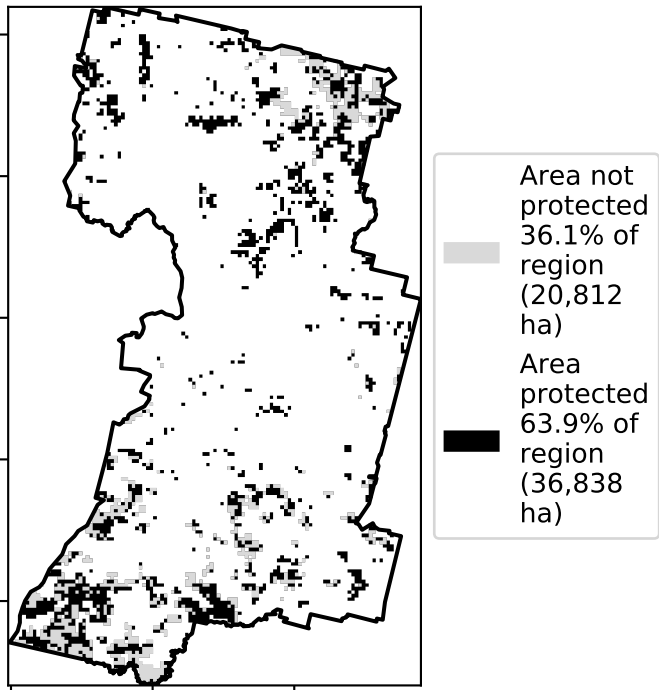 Area not
protected
36.1% of
region
(20,812
ha)
Area
protected
63.9% of
region
(36,838
ha)